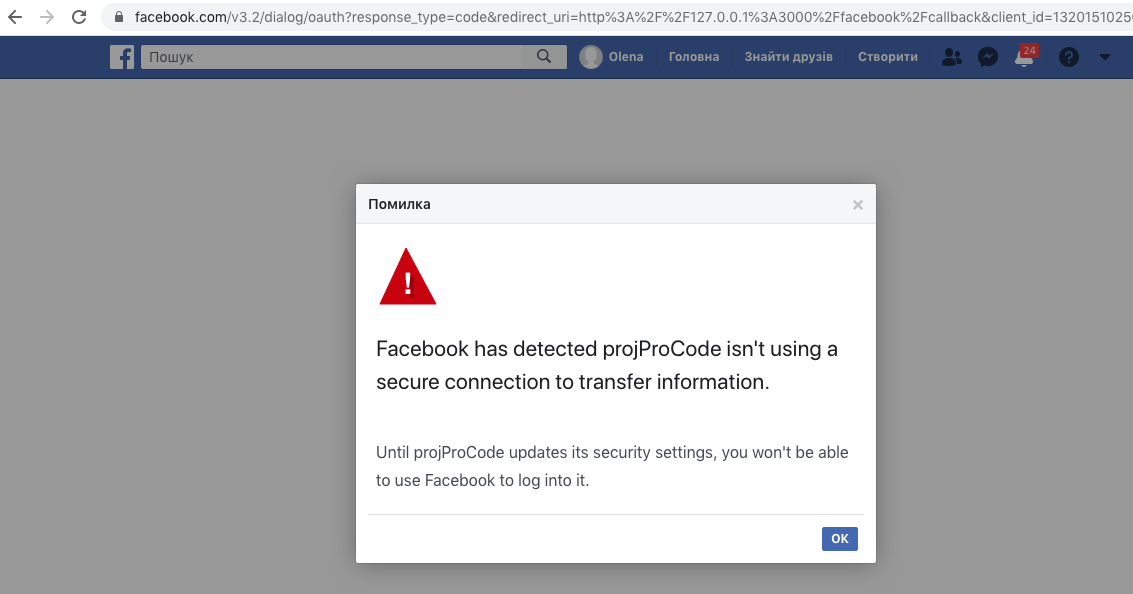 facebook.com/v3.2/dialog/oauth?response_type=code&redirect_uri=http%3A%2F%2F127.0.0.1%3A3000%2Ffacebook%2Fcallback&client_id=1320151025
Пошук Olena Головна Знайти друзів Створити 24 ?
Помилка ×
!
Facebook has detected projProCode isn't using a
secure connection to transfer information.
Until projProCode updates its security settings, you won't be able
to use Facebook to log into it.
OK